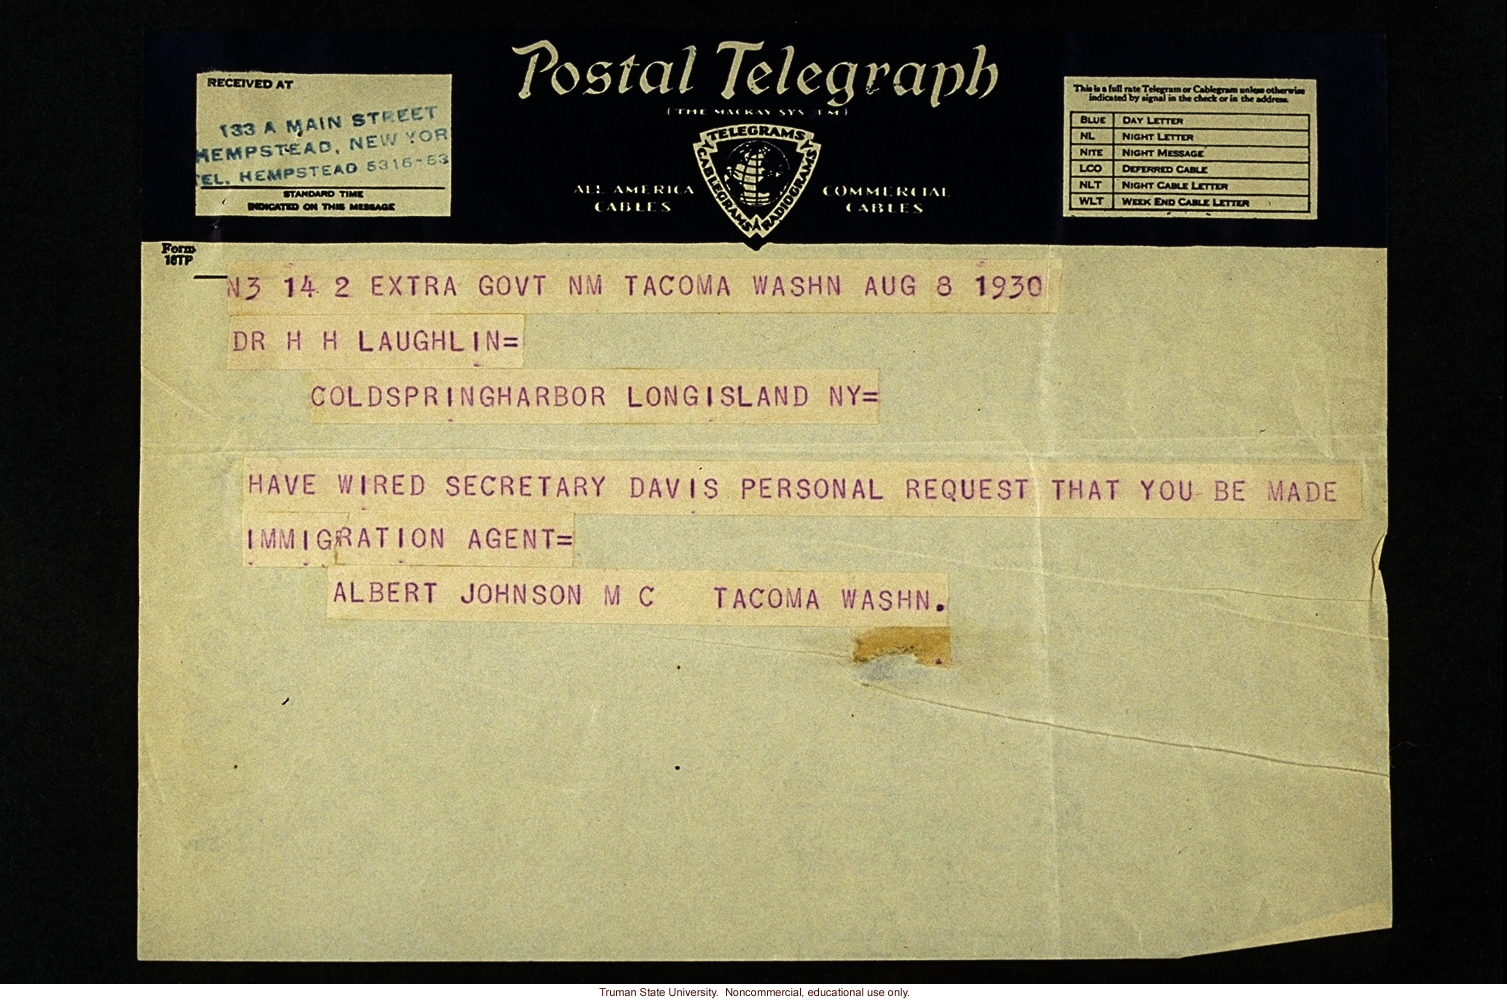 Postal Telegraph
(THE MACKAY SYSTEM)
RECEIVED AT
133 A MAIN STREET
HEMPSTEAD, NEW YOR
TEL. HEMPSTEAD 5316-53
STANDARD TIME
INDICATED ON THIS MESSAGE
TELEGRAMS
CABLEGRAMS
RADIOGRAMS
ALL AMERICA
CABLES
COMMERCIAL
CABLES
This is a full rate Telegram or Cablegram unless otherwise
indicated by signal in the check or in the address.
BLUE DAY LETTER
NL NIGHT LETTER
NITE NIGHT MESSAGE
LCO DEFERRED CABLE
NLT NIGHT CABLE LETTER
WLT WEEK END CABLE LETTER
Form
16TP
N3 14 2 EXTRA GOVT NM TACOMA WASHN AUG 8 1930
DR H H LAUGHLIN=
COLDSPRINGHARBOR LONGISLAND NY=
HAVE WIRED SECRETARY DAVIS PERSONAL REQUEST THAT YOU BE MADE
IMMIGRATION AGENT=
ALBERT JOHNSON M C TACOMA WASHN.
Truman State University. Noncommercial, educational use only.